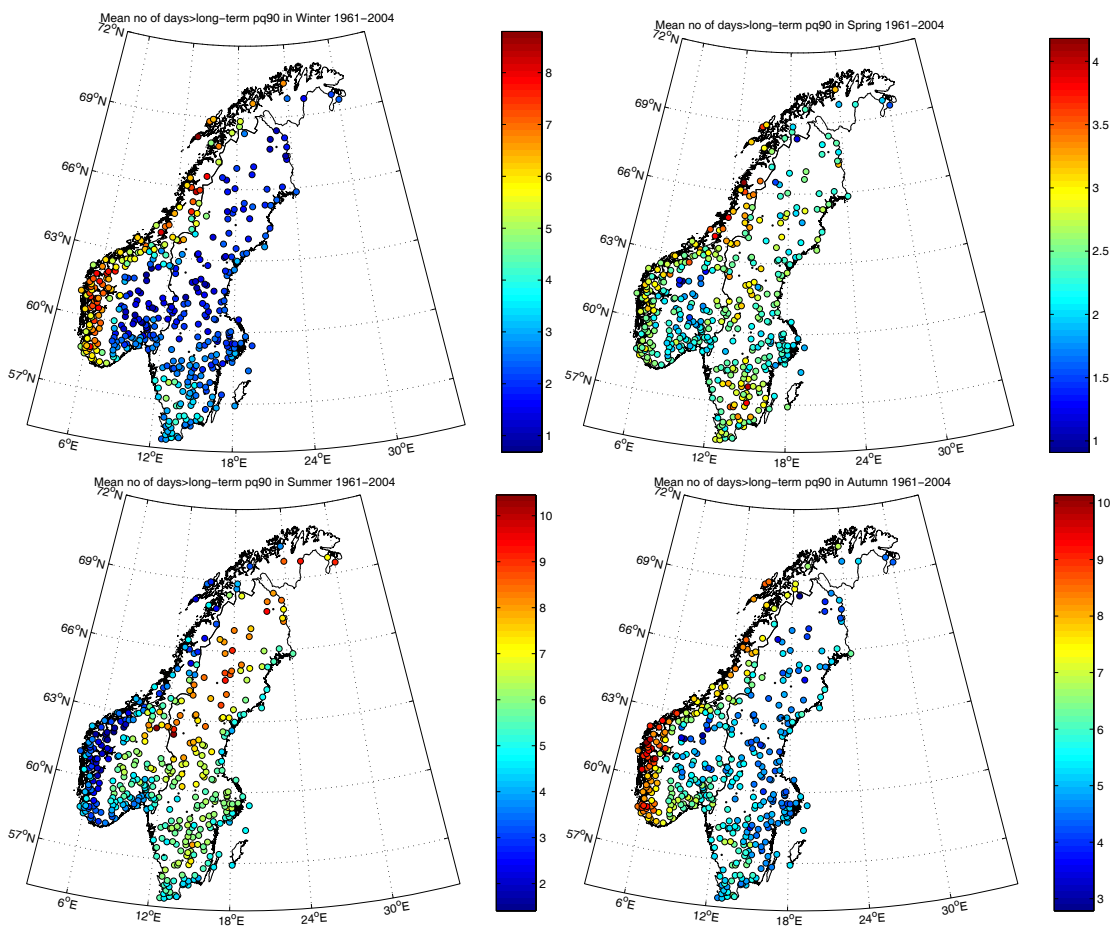 Mean no of days>long−term pq90 in Winter 1961−2004
72°N
69°N
66°N
63°N
60°N
57°N
6°E
12°E
18°E
24°E
30°E
8
7
6
5
4
3
2
1
Mean no of days>long−term pq90 in Spring 1961−2004
72°N
69°N
66°N
63°N
60°N
57°N
6°E
12°E
18°E
24°E
30°E
4
3.5
3
2.5
2
1.5
1
Mean no of days>long−term pq90 in Summer 1961−2004
72°N
69°N
66°N
63°N
60°N
57°N
6°E
12°E
18°E
24°E
30°E
10
9
8
7
6
5
4
3
2
Mean no of days>long−term pq90 in Autumn 1961−2004
72°N
69°N
66°N
63°N
60°N
57°N
6°E
12°E
18°E
24°E
30°E
10
9
8
7
6
5
4
3